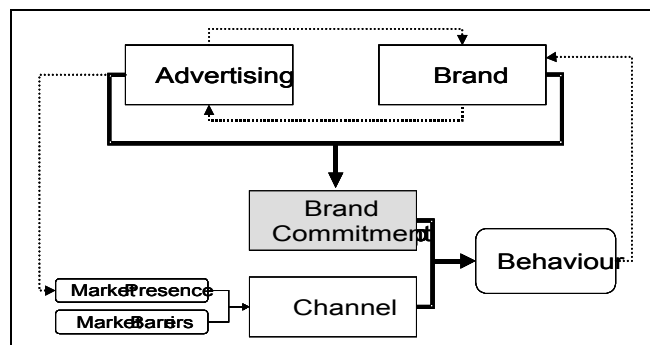 Advertising
Brand
Brand
Commitment
Behaviour
Market Presence
Channel
Market Barriers